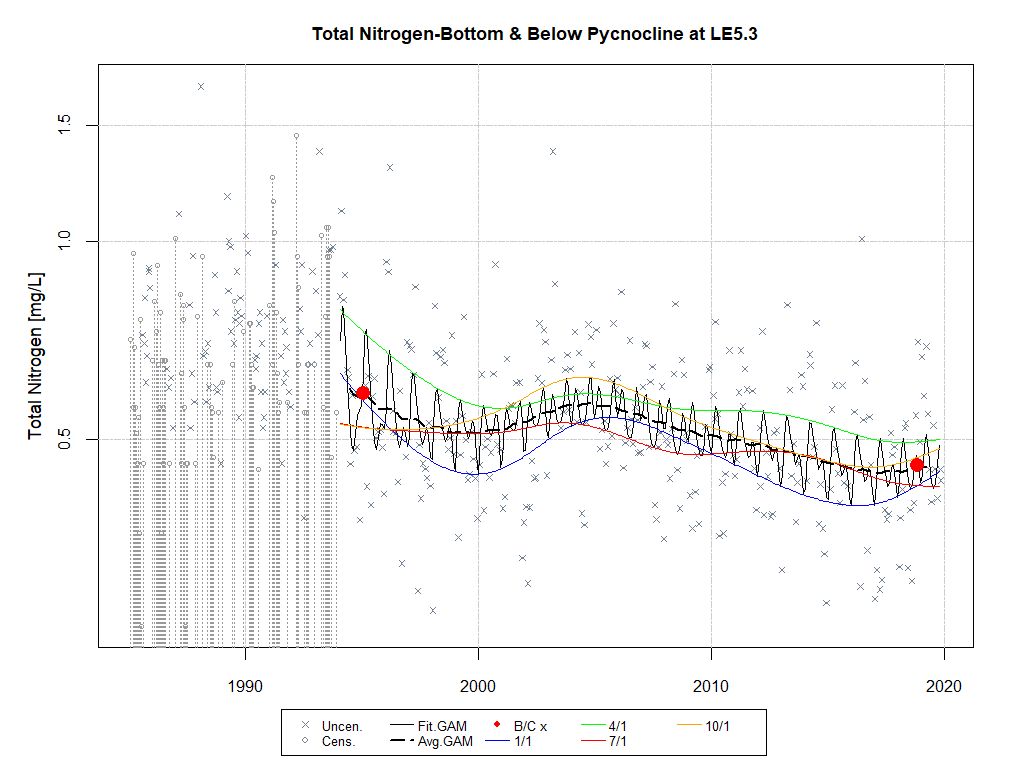 Total Nitrogen-Bottom & Below Pycnocline at LE5.3
Total Nitrogen [mg/L]
1.5
1.0
0.5
1990 2000 2010 2020
Uncen. Fit.GAM B/C x 4/1 10/1
Cens. Avg.GAM 1/1 7/1